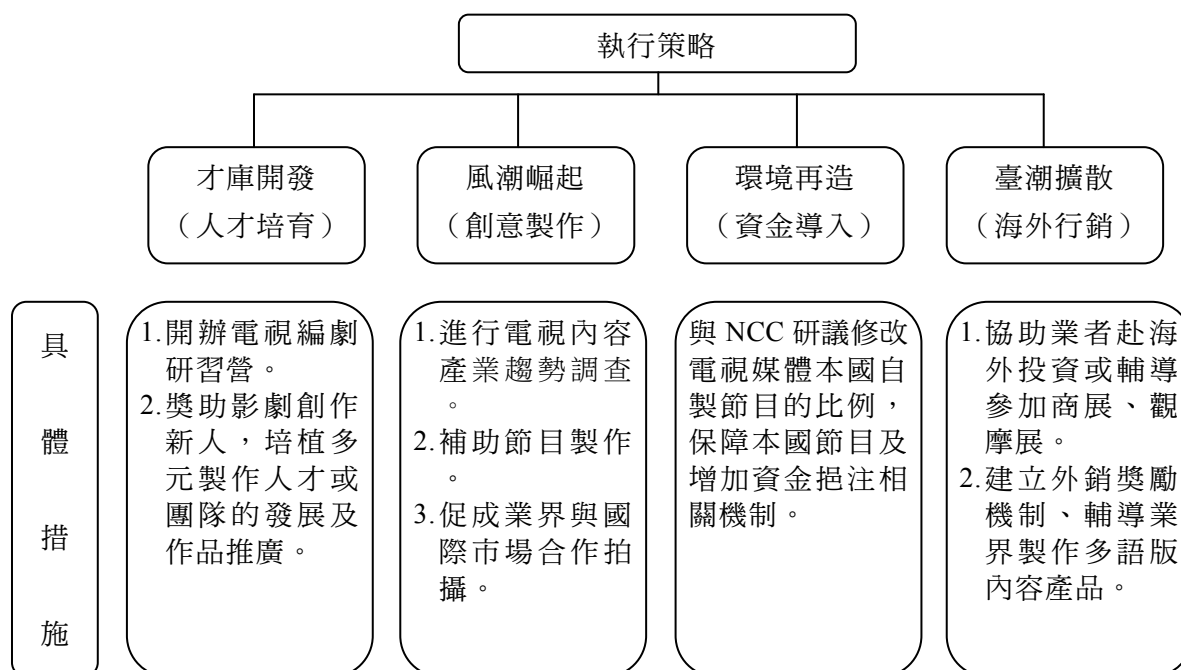 執行策略
才庫開發
（人才培育）
風潮崛起
（創意製作）
環境再造
（資金導入）
臺潮擴散
（海外行銷）
具
體
措
施
1.開辦電視編劇
研習營。
2.獎助影劇創作
新人，培植多
元製作人才或
團隊的發展及
作品推廣。
1.進行電視內容
產業趨勢調查
。
2.補助節目製作
。
3.促成業界與國
際市場合作拍
攝。
與 NCC 研議修改
電視媒體本國自
製節目的比例，
保障本國節目及
增加資金挹注相
關機制。
1.協助業者赴海
外投資或輔導
參加商展、觀
摩展。
2.建立外銷獎勵
機制、輔導業
界製作多語版
內容產品。